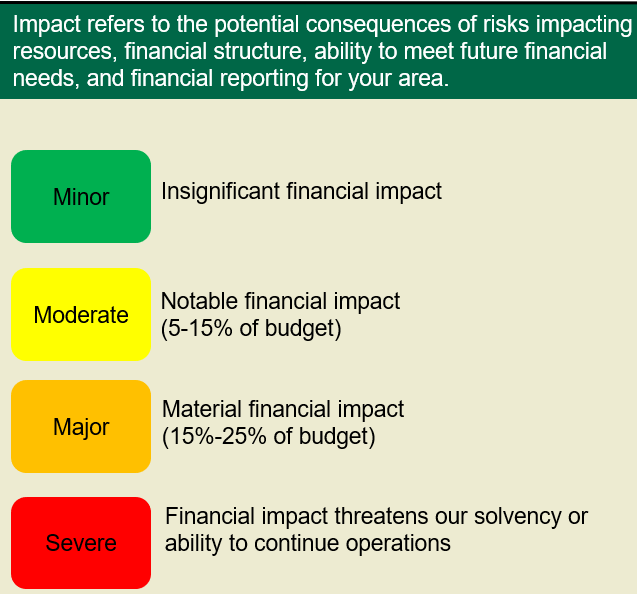 Impact refers to the potential consequences of risks impacting
resources, financial structure, ability to meet future financial
needs, and financial reporting for your area.
Minor
Insignificant financial impact
Moderate
Notable financial impact
(5-15% of budget)
Major
Material financial impact
(15%-25% of budget)
Severe
Financial impact threatens our solvency or
ability to continue operations